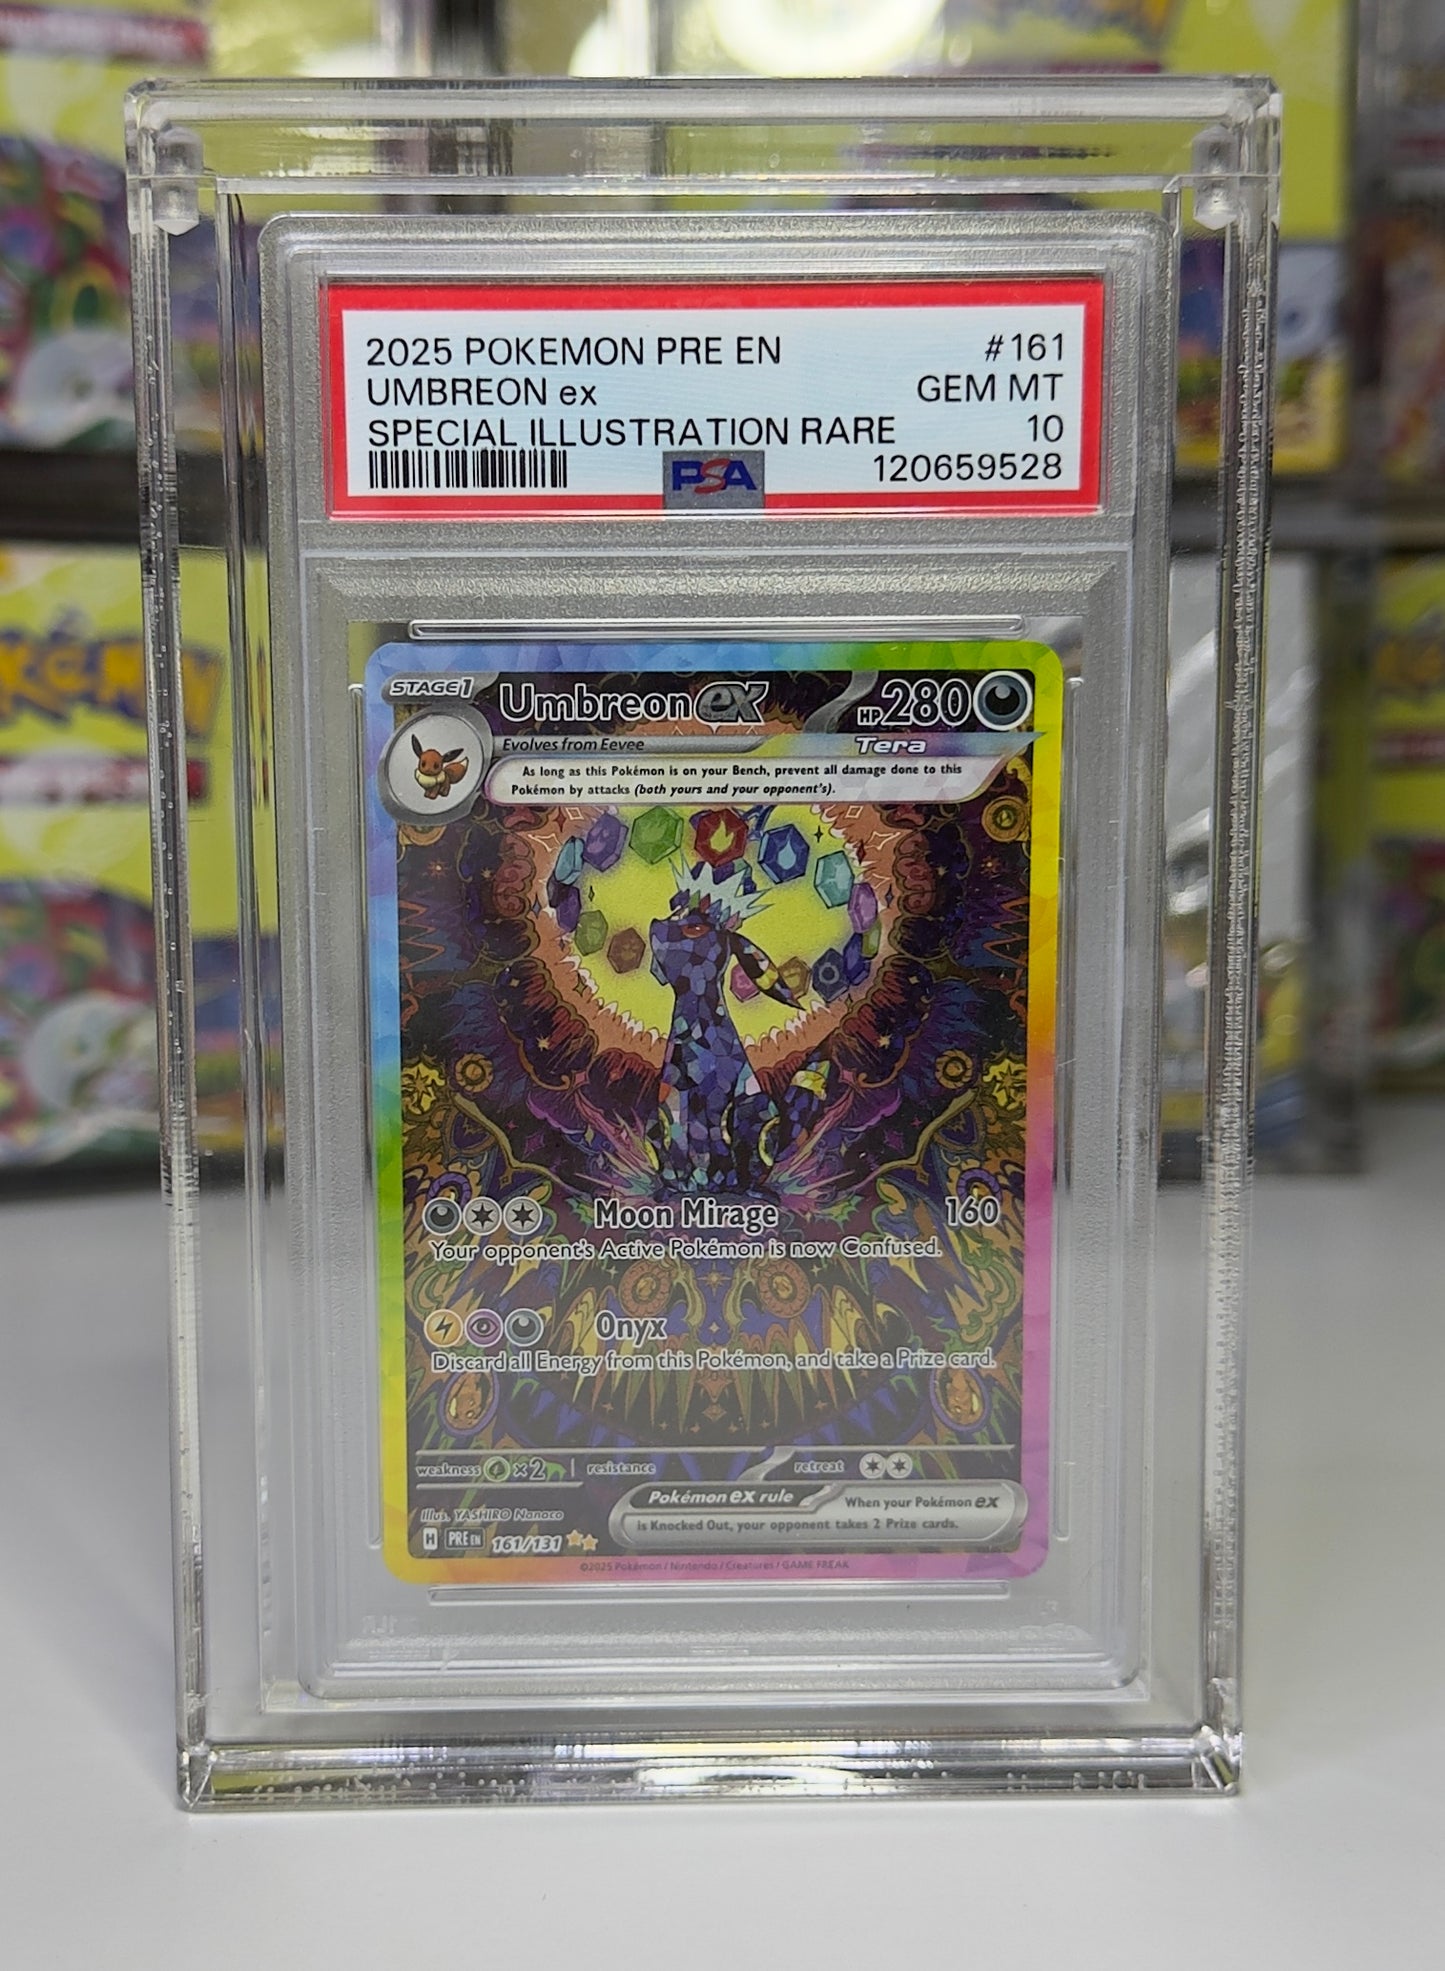 2025 POKEMON PRE EN #161
UMBREON ex GEM MT
SPECIAL ILLUSTRATION RARE 10
PSA 120659528
STAGE1 Umbreon ex HP 280
Evolves from Eevee Tera
As long as this Pokémon is on your Bench, prevent all damage done to this
Pokémon by attacks (both yours and your opponent's).
Moon Mirage 160
Your opponent's Active Pokémon is now Confused.
Onyx
Discard all Energy from this Pokémon, and take a Prize card.
weakness ×2 resistance retreat
Pokémon ex rule When your Pokémon ex
is Knocked Out, your opponent takes 2 Prize cards.
Illus. YASHIRO Nanaco
H PRE EN 161/131
©2025 Pokémon / Nintendo / Creatures / GAME FREAK